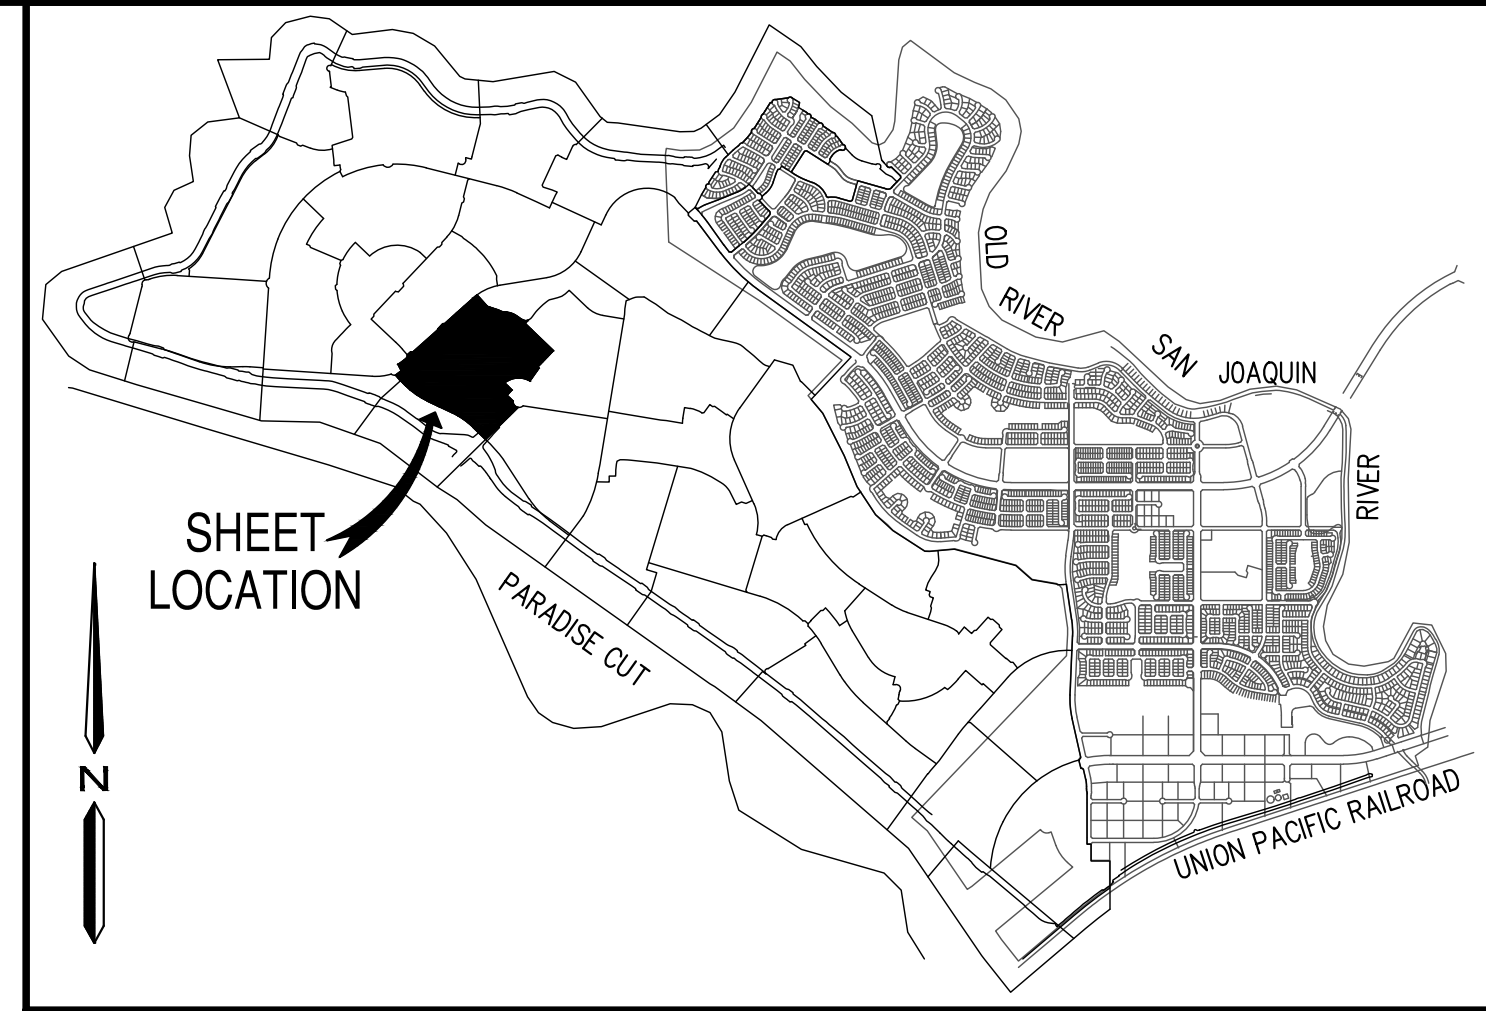 OLD
RIVER
SAN
JOAQUIN
RIVER
SHEET
LOCATION
PARADISE CUT
N
UNION PACIFIC RAILROAD